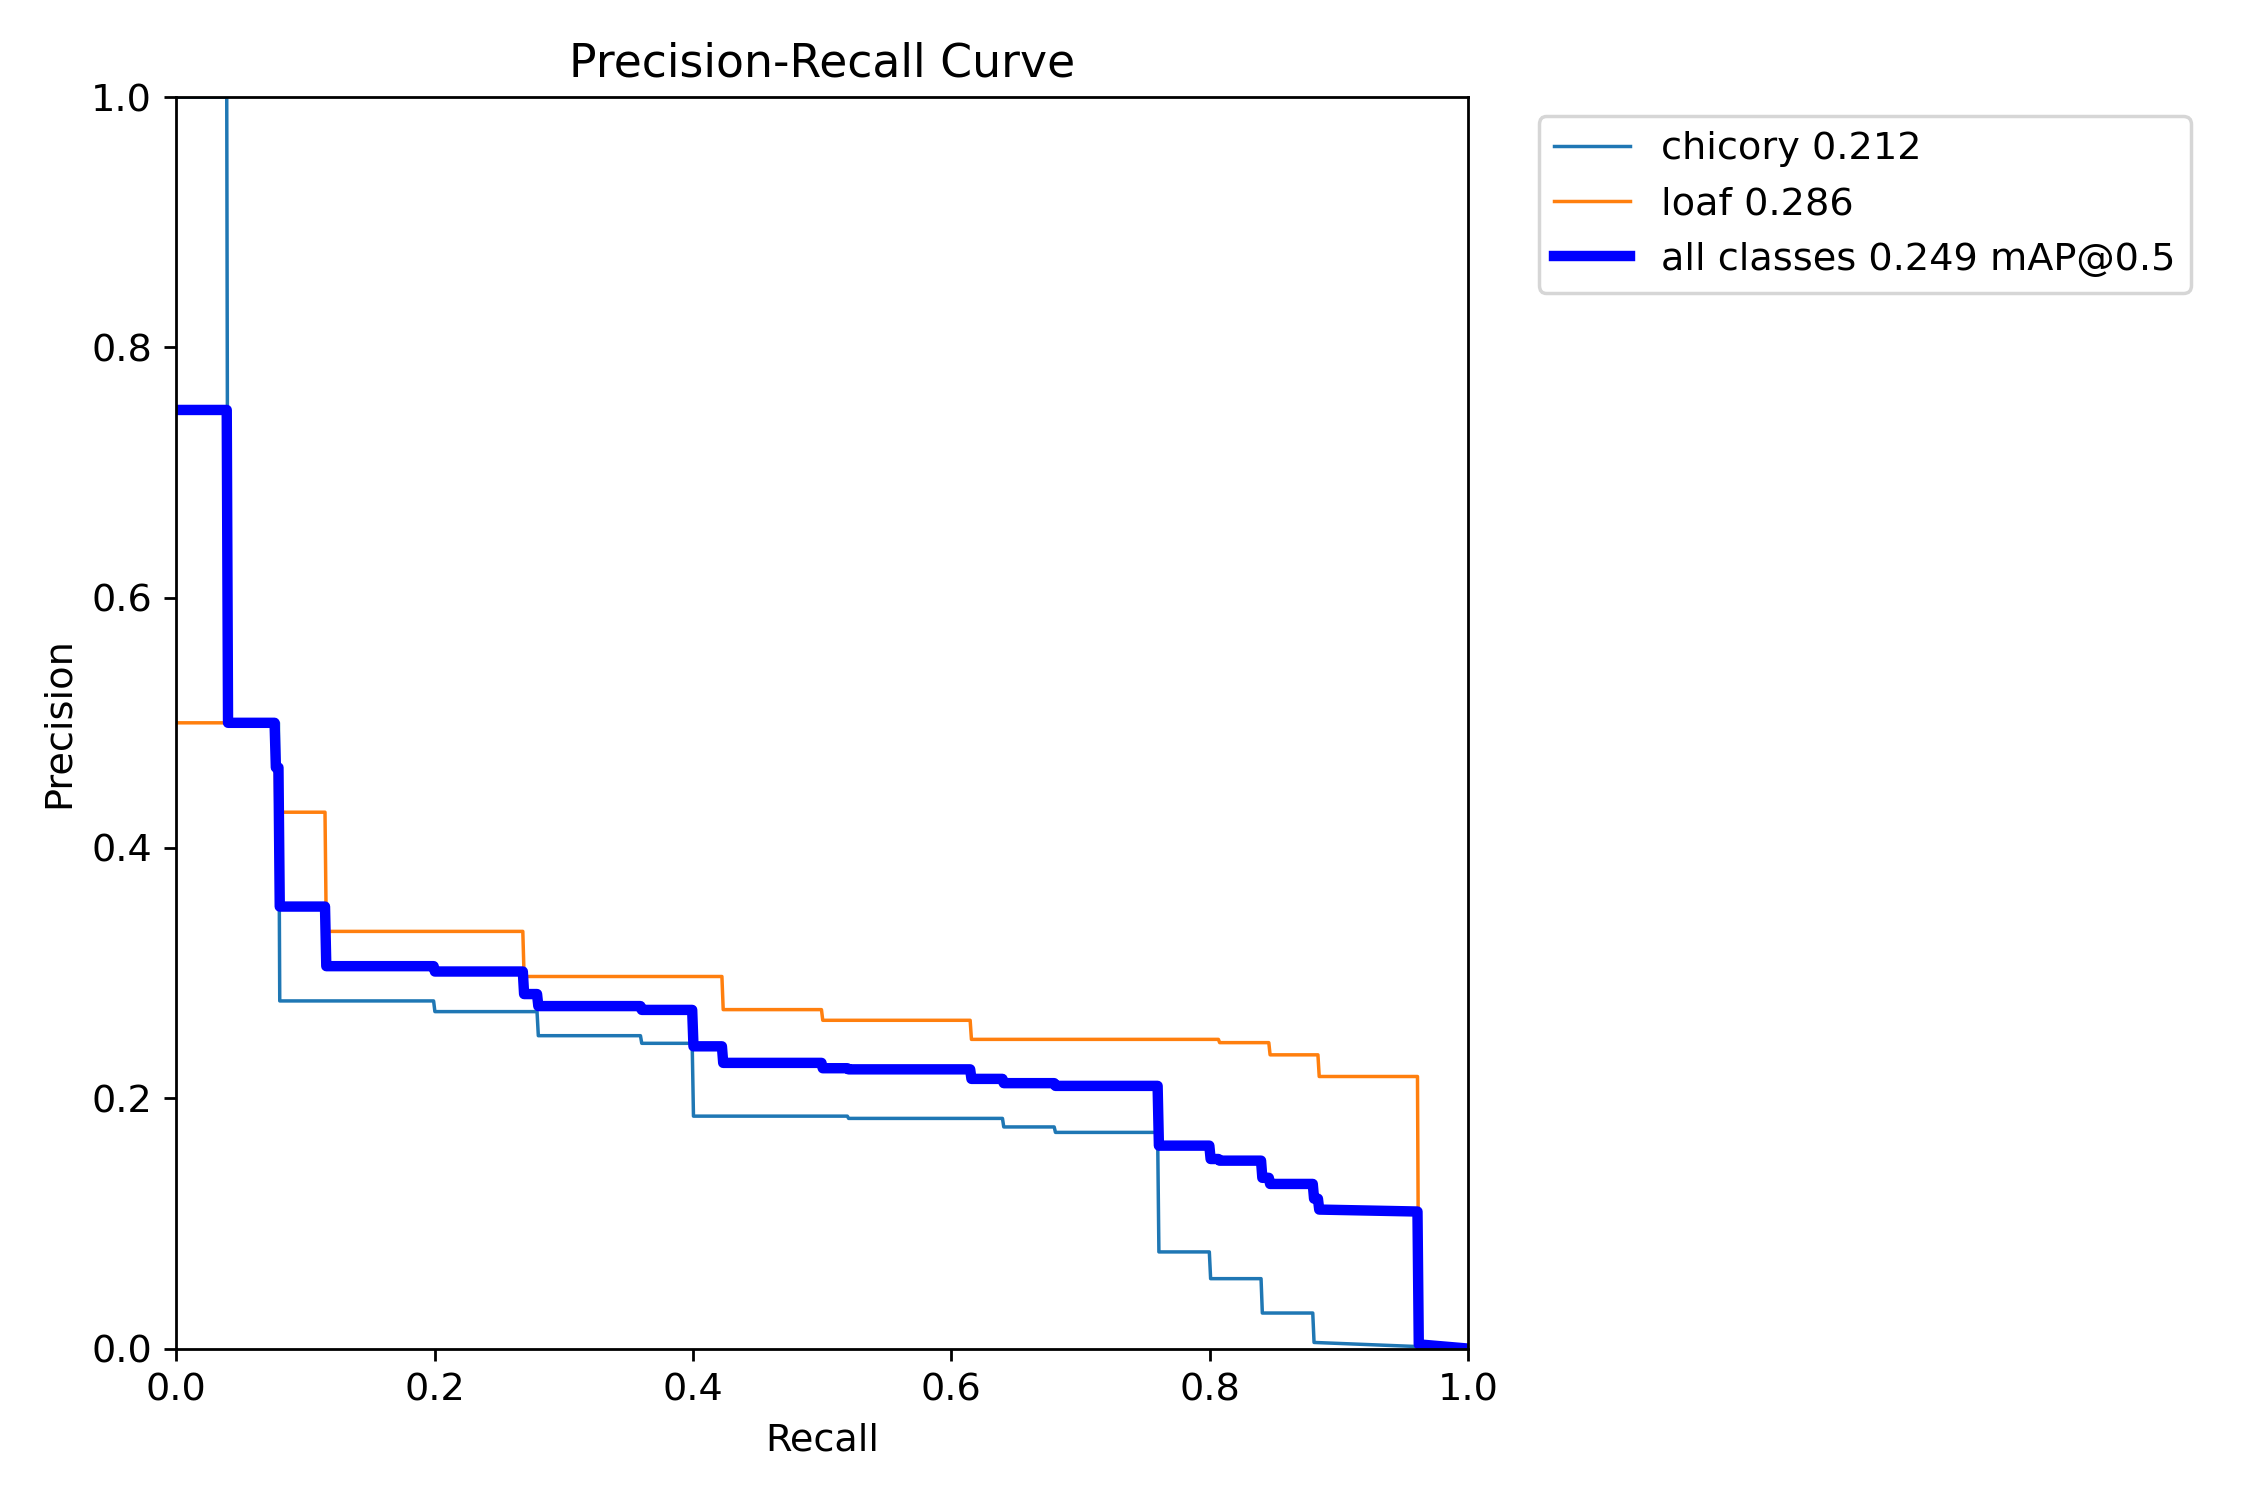 Precision-Recall Curve
1.0
0.8
0.6
0.4
0.2
0.0
Precision
0.0 0.2 0.4 0.6 0.8 1.0
Recall
chicory 0.212
loaf 0.286
all classes 0.249 mAP@0.5